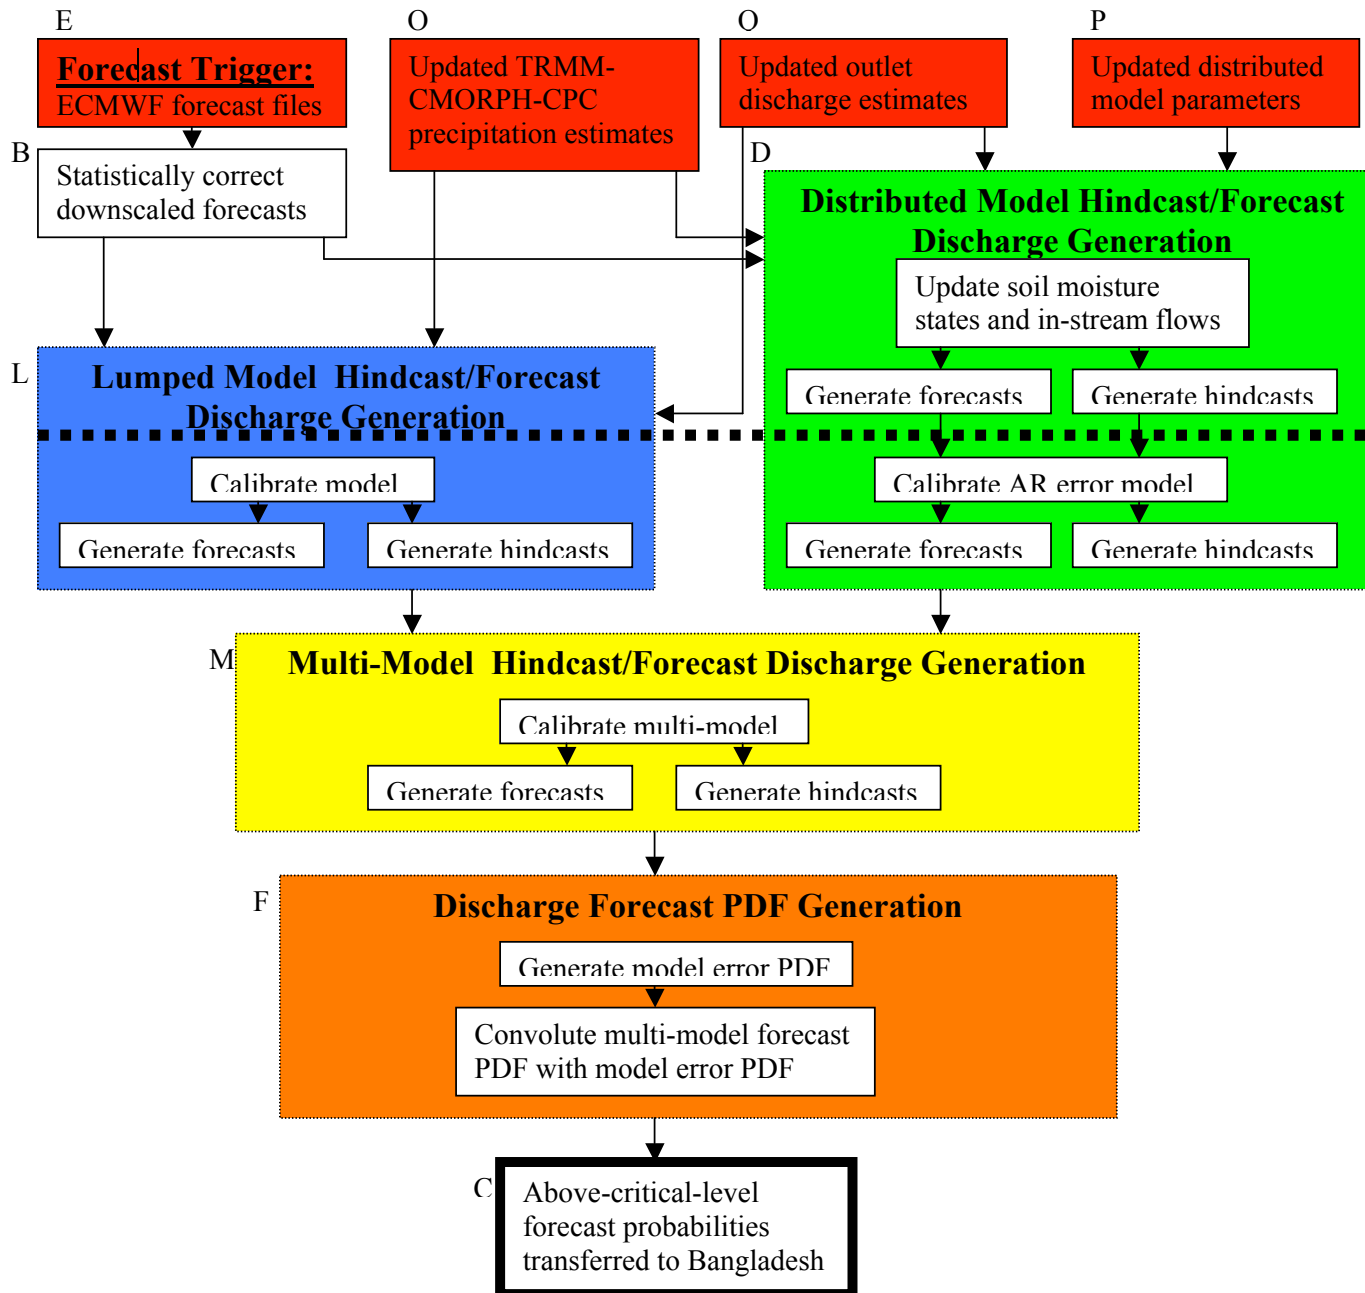 E
O
O
P
Forecast Trigger:
ECMWF forecast files
Updated TRMM-
CMORPH-CPC
precipitation estimates
Updated outlet
discharge estimates
Updated distributed
model parameters
B
Statistically correct
downscaled forecasts
D
Distributed Model Hindcast/Forecast
Discharge Generation
Update soil moisture
states and in-stream flows
Generate forecasts
Generate hindcasts
Calibrate AR error model
Generate forecasts
Generate hindcasts
L
Lumped Model Hindcast/Forecast
Discharge Generation
Calibrate model
Generate forecasts
Generate hindcasts
M
Multi-Model Hindcast/Forecast Discharge Generation
Calibrate multi-model
Generate forecasts
Generate hindcasts
F
Discharge Forecast PDF Generation
Generate model error PDF
Convolute multi-model forecast
PDF with model error PDF
C
Above-critical-level
forecast probabilities
transferred to Bangladesh